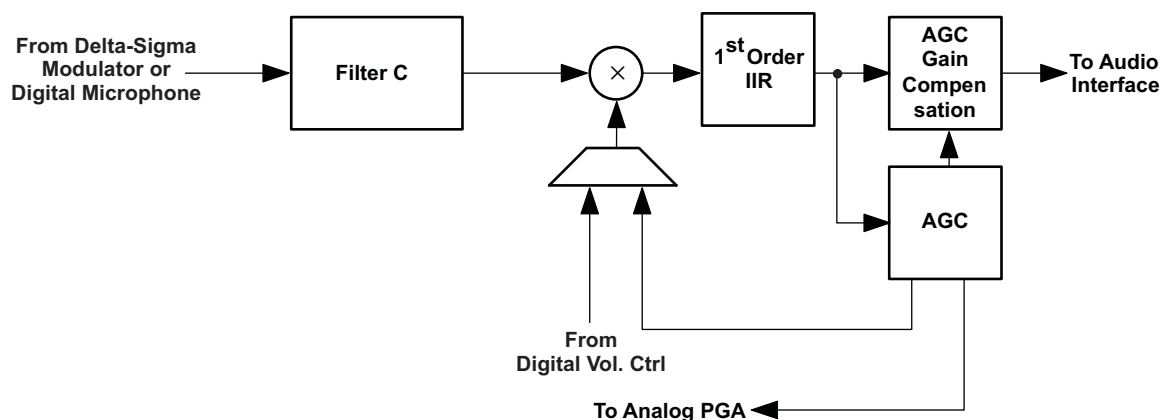 From Delta-Sigma
Modulator or
Digital Microphone
Filter C
×
1st Order
IIR
AGC
Gain
Compen
sation
To Audio
Interface
AGC
From
Digital Vol. Ctrl
To Analog PGA